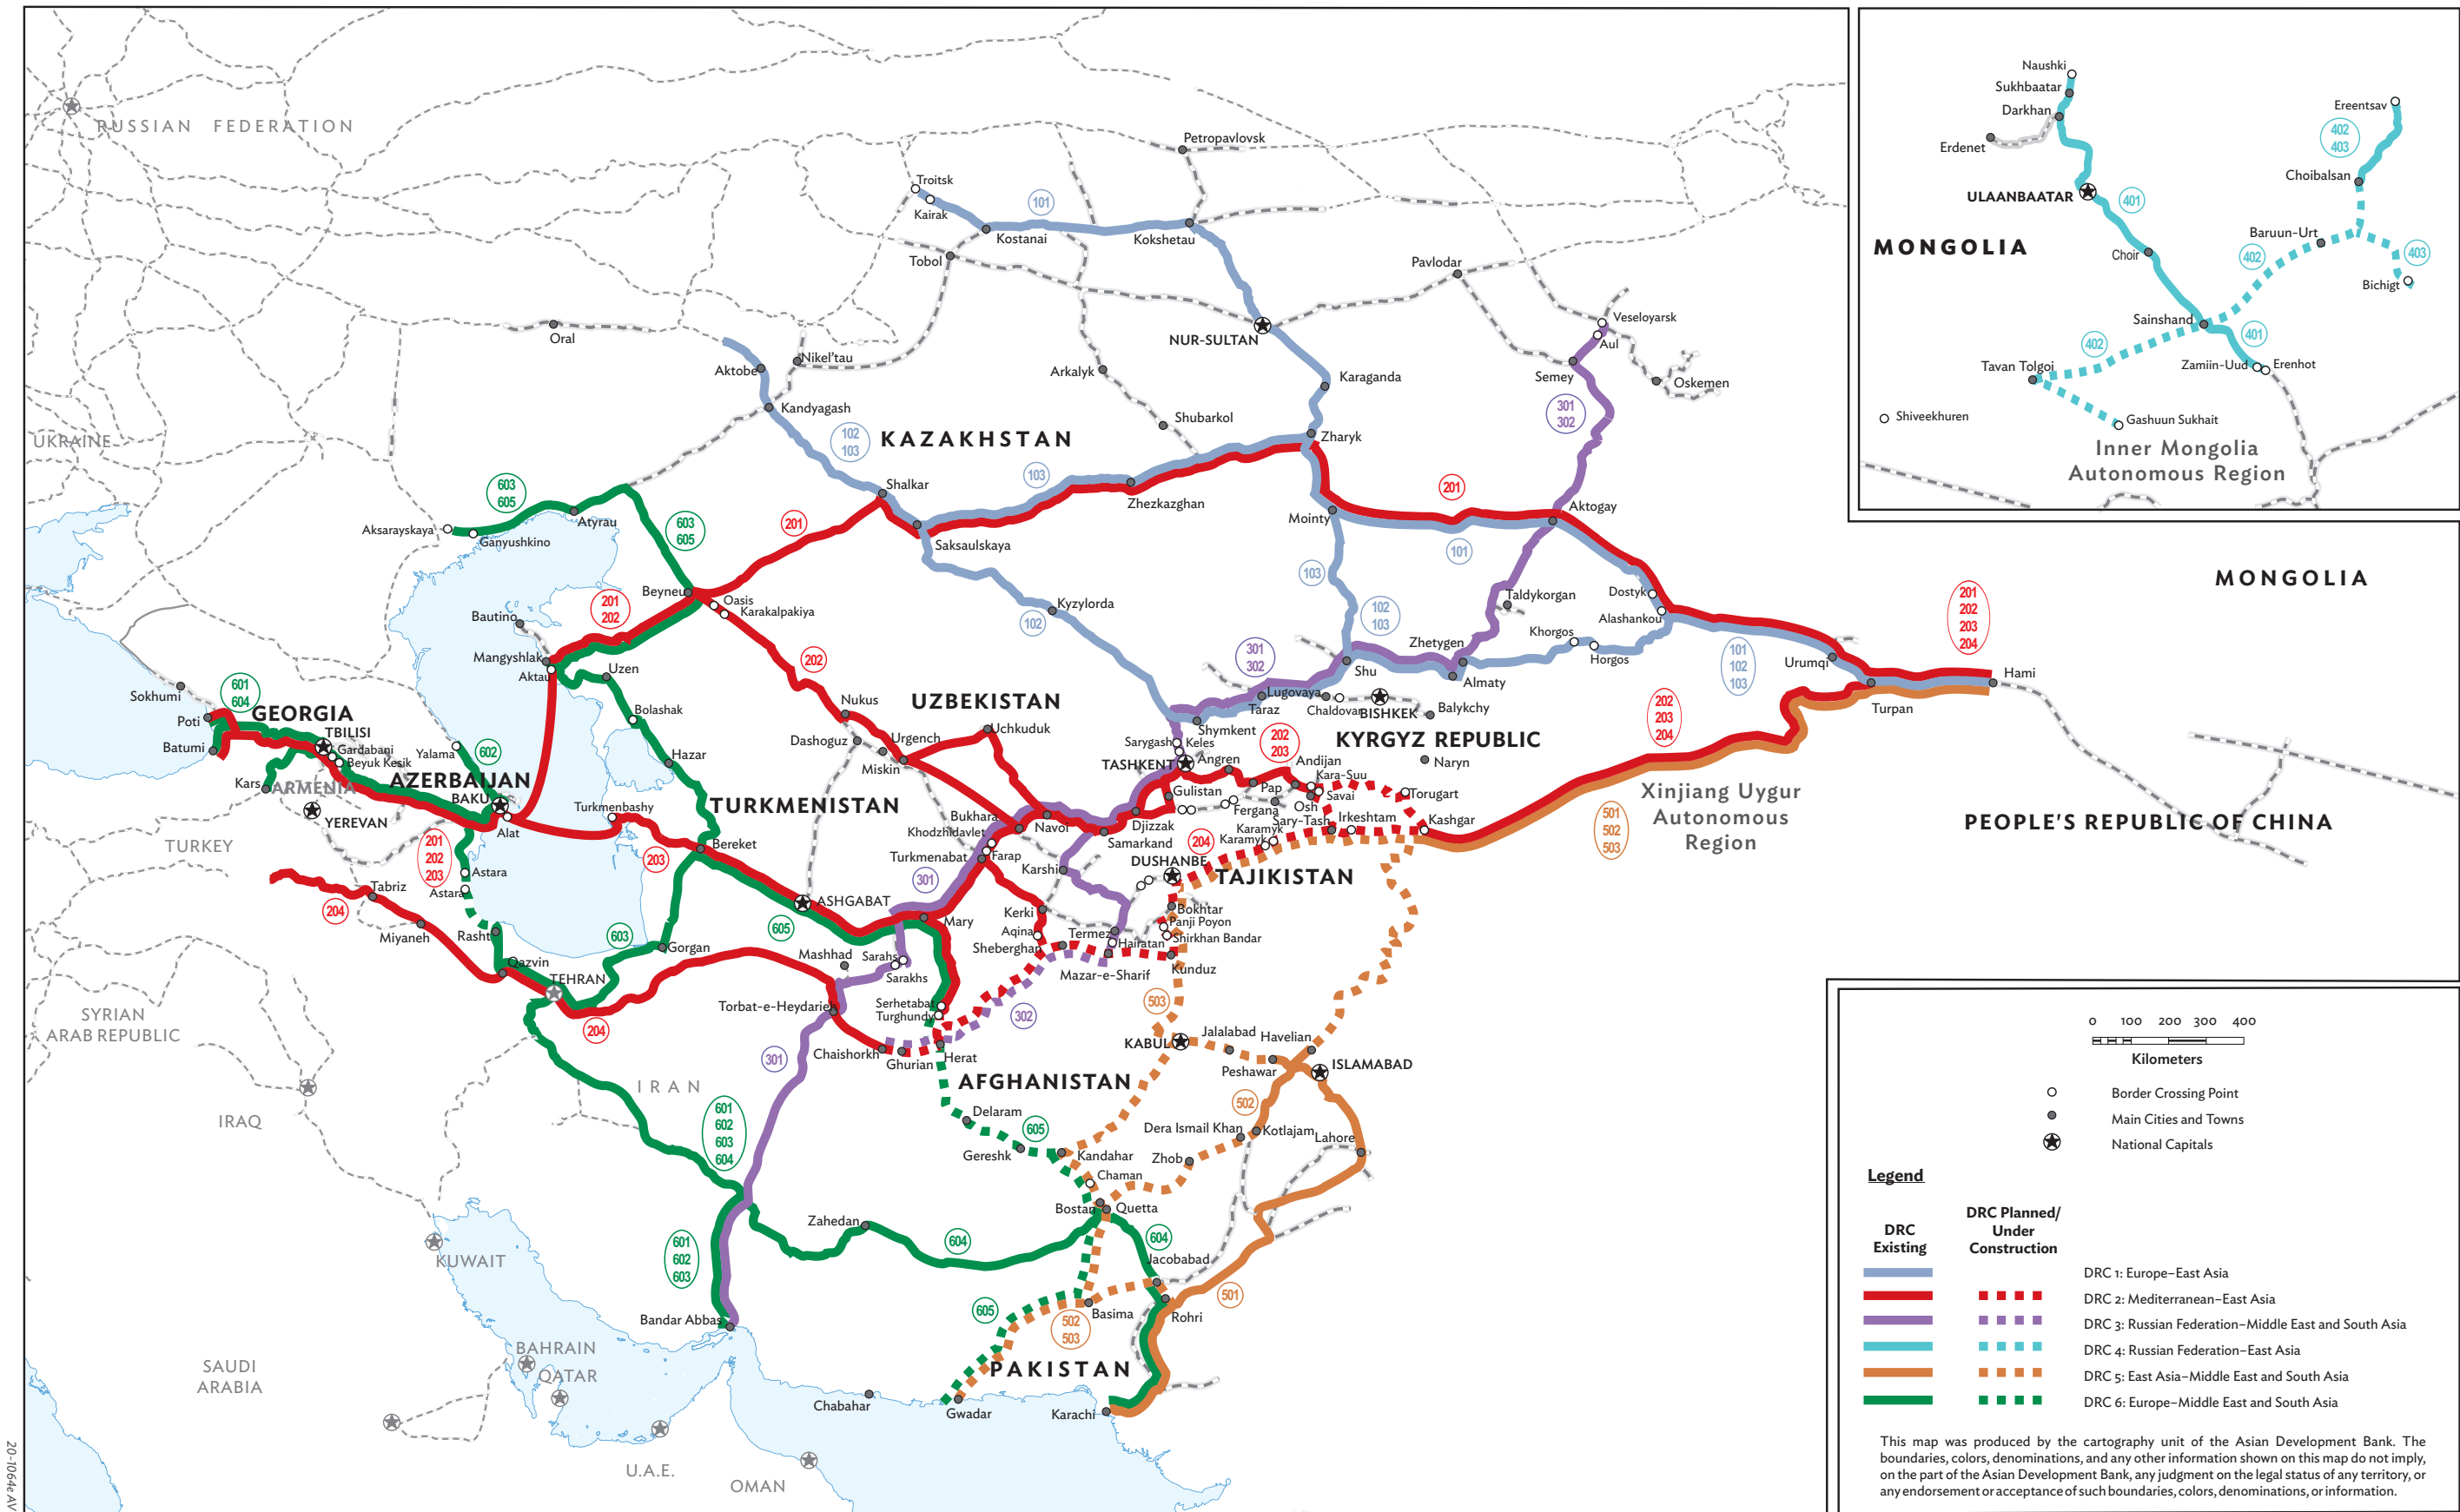 RUSSIAN FEDERATION
Petropavlovsk
Troitsk
Kairak
101
Kostanai
Kokshetau
Tobol
Pavlodar
Oral
Nikel'tau
Aktobe
NUR-SULTAN
Veseloyarsk
Aul
Arkalyk
Karaganda
Semey
Oskemen
Kandyagash
Shubarkol
301
302
UKRAINE
102
103
KAZAKHSTAN
Zharyk
Shalkar
103
201
603
605
Zhezkazghan
Aktogay
Atyrau
Mointy
Aksarayskaya
Ganyushkino
603
605
201
Saksaulskaya
101
103
Beyneu
Oasis
Karakalpakiya
201
202
Bautino
Kyzylorda
102
102
103
Taldykorgan
Dostyk
Alashankou
MONGOLIA
201
202
203
204
Mangyshlak
Aktau
Uzen
202
301
302
Zhetygen
Khorgos
Horgos
101
102
103
Urumqi
Shu
Almaty
Hami
Sokhumi
601
604
Poti
GEORGIA
Bolashak
Nukus
UZBEKISTAN
Lugovaya
Taraz
Chaldovar
BISHKEK
Balykchy
Turpan
Batumi
TBILISI
Gardabani
Beyuk Kesik
Yalama
602
Hazar
Dashoguz
Urgench
Uchkuduk
Shymkent
Sarygash
Keles
202
203
KYRGYZ REPUBLIC
202
203
204
Miskin
TASHKENT
Angren
Andijan
Naryn
Kars
ARMENIA
AZERBAIJAN
BAKU
Kara-Suu
YEREVAN
Alat
Turkmenbashy
TURKMENISTAN
Gulistan
Pap
Osh
Savai
Torugart
Xinjiang Uygur
Autonomous
Region
Bukhara
Khodzhidavlet
Navoi
Djizzak
Fergana
Sary-Tash
Irkeshtam
Kashgar
501
502
503
PEOPLE'S REPUBLIC OF CHINA
TURKEY
201
202
203
203
Bereket
Turkmenabat
Farap
Samarkand
204
Karamyk
Karamyk
DUSHANBE
Astara
Astara
Karshi
TAJIKISTAN
Tabriz
204
301
ASHGABAT
605
Mary
Kerki
Bokhtar
Panji Poyon
Shirkhan Bandar
Miyaneh
Rasht
603
Gorgan
Aqina
Termez
Hairatan
Sheberghan
Mashhad
Sarahs
Sarakhs
Mazar-e-Sharif
Kunduz
Qazvin
TEHRAN
204
SYRIAN
ARAB REPUBLIC
Torbat-e-Heydarieh
Serhetabat
Turghundy
302
503
Chaishorkh
Ghurian
Herat
KABUL
Jalalabad
Havelian
Peshawar
ISLAMABAD
301
IRAN
AFGHANISTAN
IRAQ
601
602
603
604
Delaram
605
Gereshk
Kandahar
502
Dera Ismail Khan
Kotlajam
Lahore
Zhob
Chaman
Bostan
Quetta
KUWAIT
Zahedan
604
604
601
602
603
Jacobabad
605
501
Basima
502
503
Rohri
Bandar Abbas
BAHRAIN
QATAR
SAUDI
ARABIA
PAKISTAN
Chabahar
Gwadar
Karachi
U.A.E.
OMAN
20-1064e AV
Naushki
Sukhbaatar
Darkhan
Erdenet
Ereentsav
402
403
Choibalsan
ULAANBAATAR
401
MONGOLIA
Baruun-Urt
Choir
402
403
Bichigt
Sainshand
402
401
Tavan Tolgoi
Zamiin-Uud
Erenhot
Shiveekhuren
Gashuun Sukhait
Inner Mongolia
Autonomous Region
0 100 200 300 400
Kilometers
Border Crossing Point
Main Cities and Towns
National Capitals
Legend
DRC
Existing
DRC Planned/
Under
Construction
DRC 1: Europe–East Asia
DRC 2: Mediterranean–East Asia
DRC 3: Russian Federation–Middle East and South Asia
DRC 4: Russian Federation–East Asia
DRC 5: East Asia–Middle East and South Asia
DRC 6: Europe–Middle East and South Asia
This map was produced by the cartography unit of the Asian Development Bank. The
boundaries, colors, denominations, and any other information shown on this map do not imply,
on the part of the Asian Development Bank, any judgment on the legal status of any territory, or
any endorsement or acceptance of such boundaries, colors, denominations, or information.